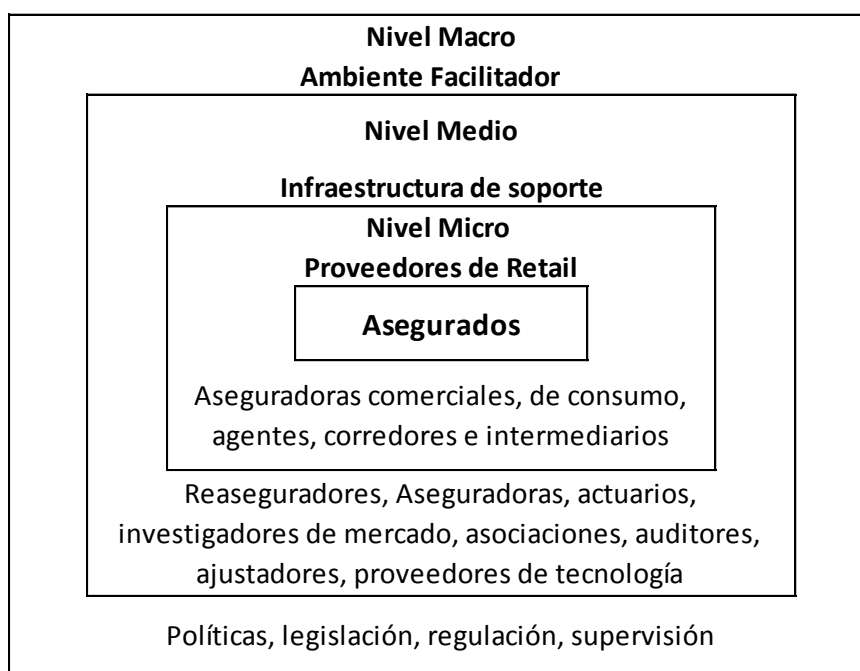 Nivel Macro
Ambiente Facilitador
Nivel Medio
Infraestructura de soporte
Nivel Micro
Proveedores de Retail
Asegurados
Aseguradoras comerciales, de consumo,
agentes, corredores e intermediarios
Reaseguradores, Aseguradoras, actuarios,
investigadores de mercado, asociaciones, auditores,
ajustadores, proveedores de tecnología
Políticas, legislación, regulación, supervisión